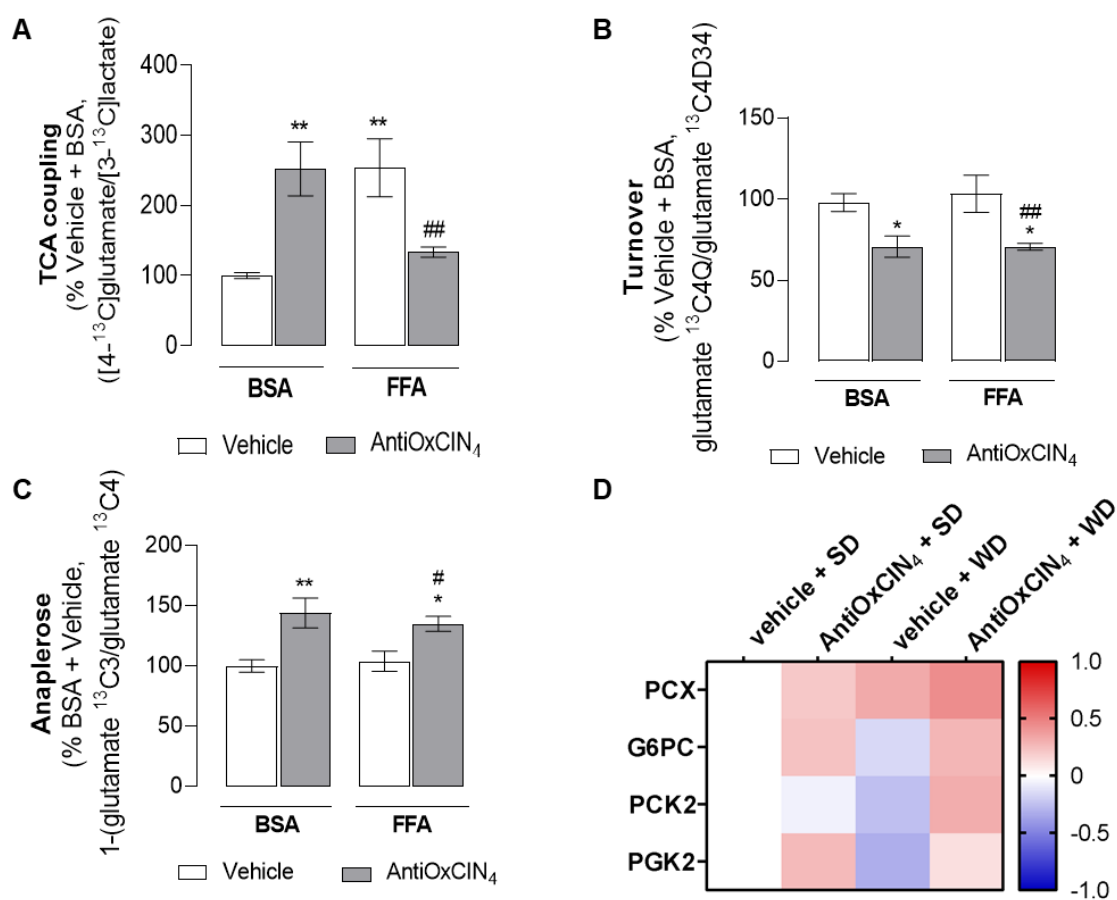 A
TCA coupling
(% Vehicle + BSA,
([4-¹³C]glutamate/[3-¹³C]lactate)
400
300
200
100
0
**
**
##
BSA
FFA
Vehicle
AntiOxCIN₄
B
Turnover
(% Vehicle + BSA,
glutamate ¹³C4Q/glutamate ¹³C4D34)
150
100
50
0
*
##
*
BSA
FFA
Vehicle
AntiOxCIN₄
C
Anaplerose
(% BSA + Vehicle,
1-(glutamate ¹³C3/glutamate ¹³C4)
200
150
100
50
0
**
#
*
BSA
FFA
Vehicle
AntiOxCIN₄
D
vehicle + SD
AntiOxCIN₄ + SD
vehicle + WD
AntiOxCIN₄ + WD
PCX
G6PC
PCK2
PGK2
1.0
0.5
0
-0.5
-1.0